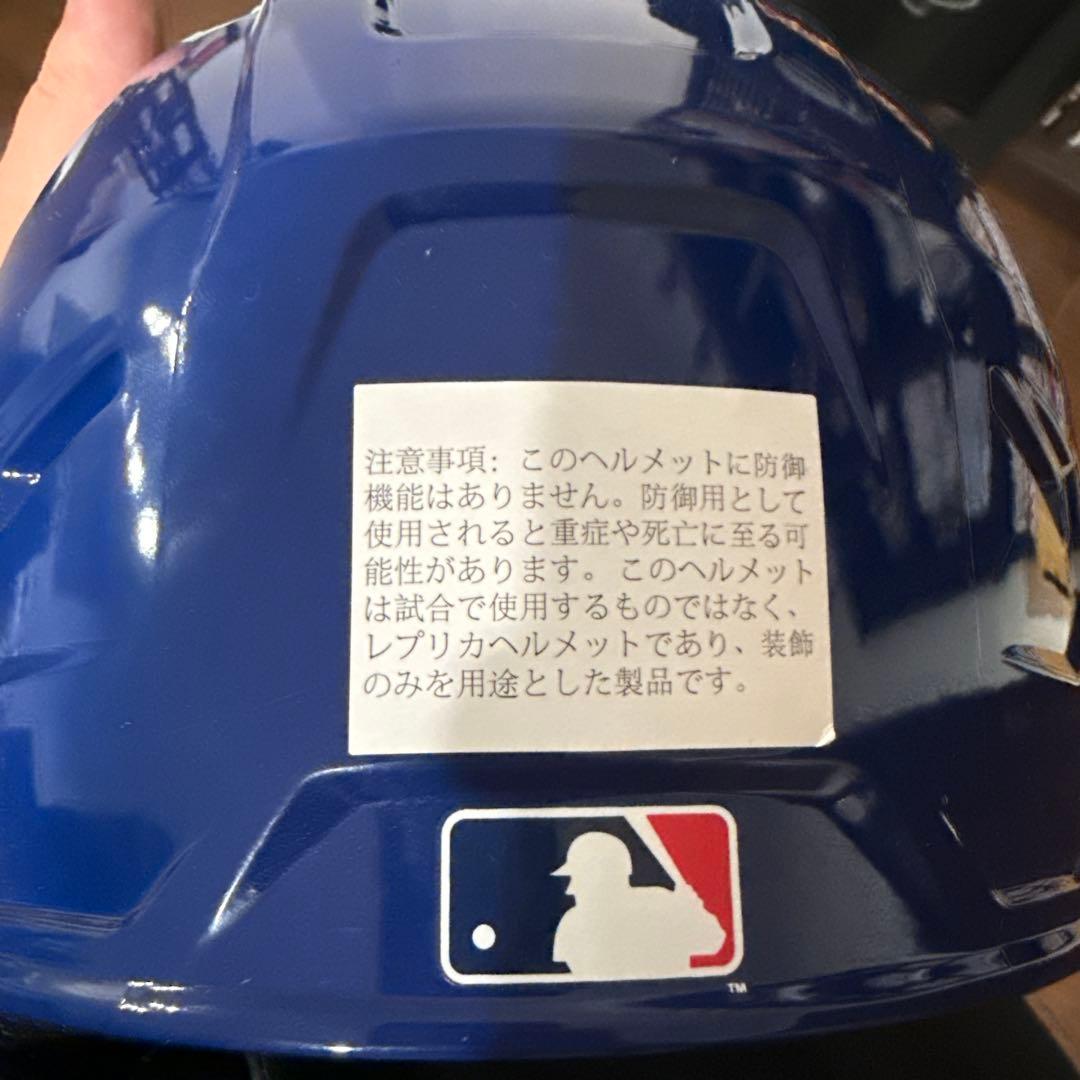 注意事項: このヘルメットに防御
機能はありません。防御用として
使用されると重症や死亡に至る可
能性があります。このヘルメット
は試合で使用するものではなく、
レプリカヘルメットであり、装飾
のみを用途とした製品です。
TM